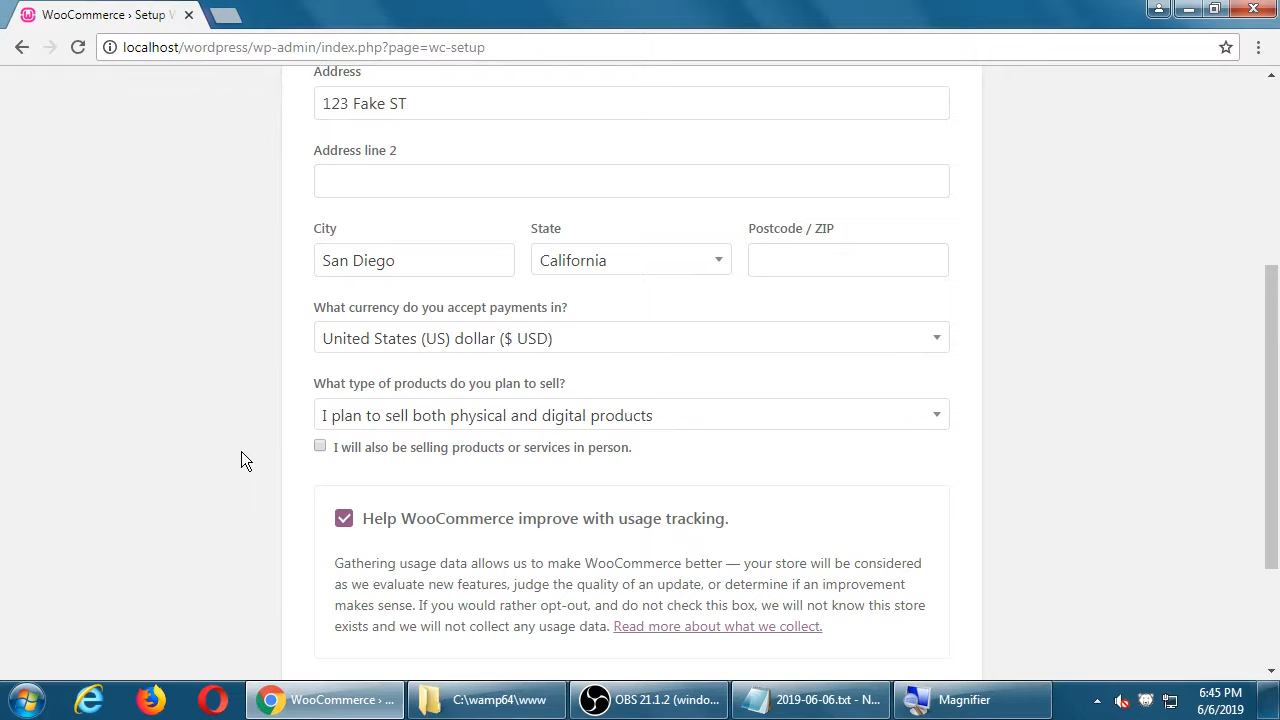 WooCommerce › Setup W
localhost/wordpress/wp-admin/index.php?page=wc-setup
Address
123 Fake ST
Address line 2
City
State
Postcode / ZIP
San Diego
California
What currency do you accept payments in?
United States (US) dollar ($ USD)
What type of products do you plan to sell?
I plan to sell both physical and digital products
I will also be selling products or services in person.
Help WooCommerce improve with usage tracking.
Gathering usage data allows us to make WooCommerce better — your store will be considered
as we evaluate new features, judge the quality of an update, or determine if an improvement
makes sense. If you would rather opt-out, and do not check this box, we will not know this store
exists and we will not collect any usage data. Read more about what we collect.
WooCommerce › ...
C:\wamp64\www
OBS 21.1.2 (windo...
2019-06-06.txt - N...
Magnifier
6:45 PM
6/6/2019